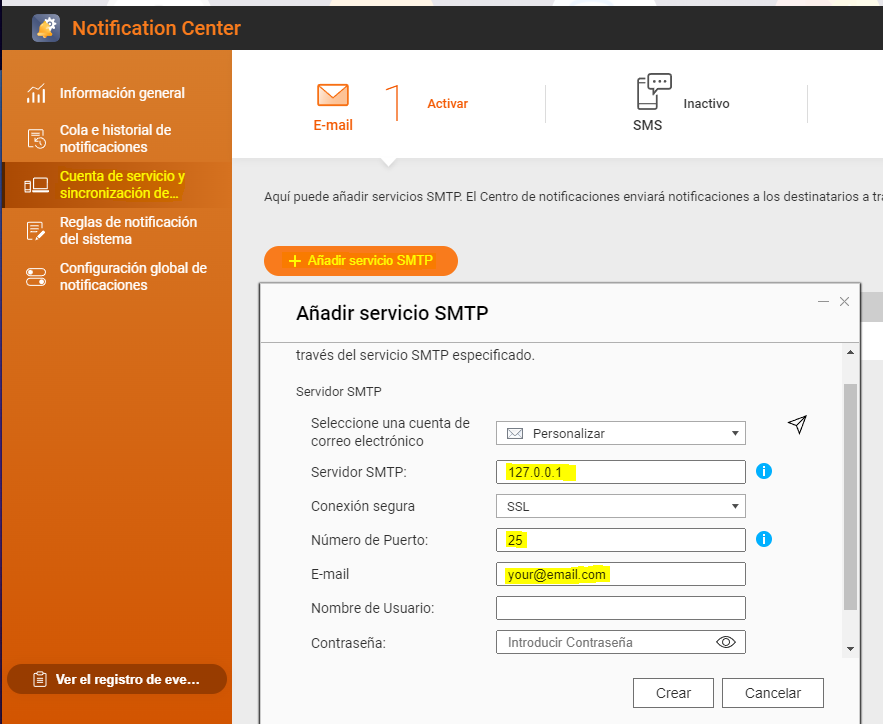 Notification Center
Información general
Cola e historial de
notificaciones
Cuenta de servicio y
sincronización de...
Reglas de notificación
del sistema
Configuración global de
notificaciones
Ver el registro de eve...
E-mail
1
Activar
SMS
Inactivo
Aquí puede añadir servicios SMTP. El Centro de notificaciones enviará notificaciones a los destinatarios a tra
+ Añadir servicio SMTP
Añadir servicio SMTP
través del servicio SMTP especificado.
Servidor SMTP
Seleccione una cuenta de
correo electrónico
Personalizar
Servidor SMTP:
127.0.0.1
Conexión segura
SSL
Número de Puerto:
25
E-mail
your@email.com
Nombre de Usuario:
Contraseña:
Introducir Contraseña
Crear
Cancelar